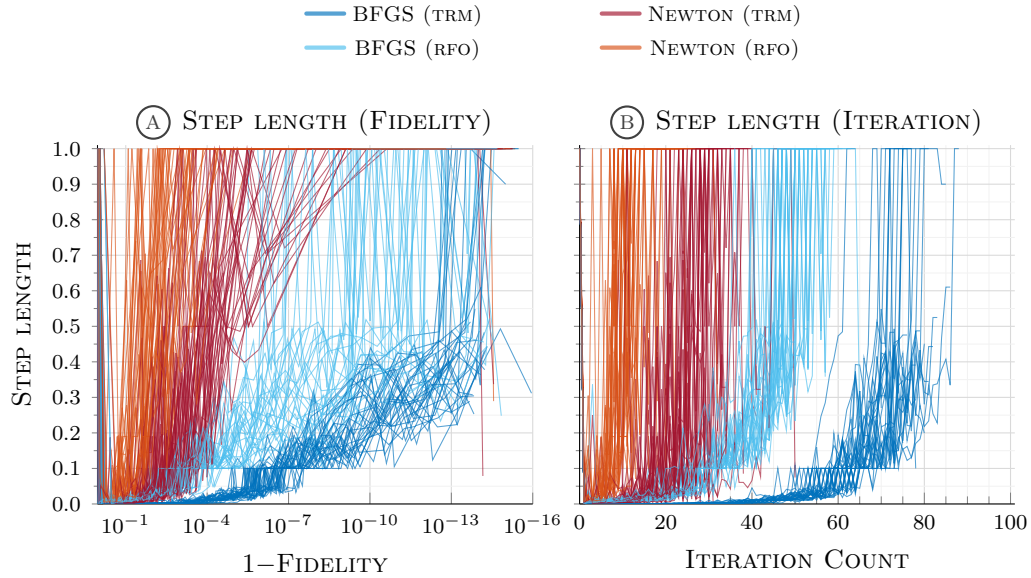 BFGS (TRM) NEWTON (TRM)
BFGS (RFO) NEWTON (RFO)
A STEP LENGTH (FIDELITY) B STEP LENGTH (ITERATION)
STEP LENGTH
1.0
0.9
0.8
0.7
0.6
0.5
0.4
0.3
0.2
0.1
0.0
10⁻¹ 10⁻⁴ 10⁻⁷ 10⁻¹⁰ 10⁻¹³ 10⁻¹⁶ 0 20 40 60 80 100
1−FIDELITY ITERATION COUNT